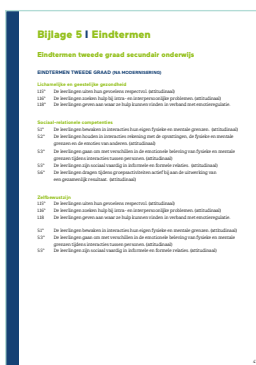 Bijlage 5 I Eindtermen
Eindtermen tweede graad secundair onderwijs
EINDTERMEN TWEEDE GRAAD (NA MODERNISERING)
Lichamelijke en geestelijke gezondheid
1.15° De leerlingen uiten hun gevoelens respectvol. (attitudinaal)
1.16° De leerlingen zoeken hulp bij intra- en interpersoonlijke problemen. (attitudinaal)
1.18° De leerlingen geven aan waar ze hulp kunnen vinden in verband met emotieregulatie.
Sociaal-relationele competenties
5.1° De leerlingen bewaken in interacties hun eigen fysieke en mentale grenzen. (attitudinaal)
5.2° De leerlingen houden in interacties rekening met de opvattingen, de fysieke en mentale
grenzen en de emoties van anderen. (attitudinaal)
5.3° De leerlingen gaan om met verschillen in de emotionele beleving van fysieke en mentale
grenzen tijdens interacties tussen personen. (attitudinaal)
5.5° De leerlingen zijn sociaal vaardig in informele en formele relaties. (attitudinaal)
5.6° De leerlingen dragen tijdens groepsactiviteiten actief bij aan de uitwerking van
een gezamenlijk resultaat. (attitudinaal)
Zelfbewustzijn
1.15° De leerlingen uiten hun gevoelens respectvol. (attitudinaal)
1.16° De leerlingen zoeken hulp bij intra- en interpersoonlijke problemen. (attitudinaal)
1.18 De leerlingen geven aan waar ze hulp kunnen vinden in verband met emotieregulatie.
5.1° De leerlingen bewaken in interacties hun eigen fysieke en mentale grenzen. (attitudinaal)
5.3° De leerlingen gaan om met verschillen in de emotionele beleving van fysieke en mentale
grenzen tijdens interacties tussen personen. (attitudinaal)
5.5° De leerlingen zijn sociaal vaardig in informele en formele relaties. (attitudinaal)